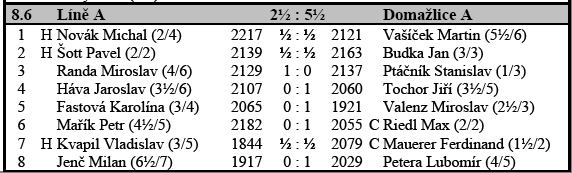 8.6 Líně A 2½ : 5½ Domažlice A
1 H Novák Michal (2/4) 2217 ½ : ½ 2121 Vašíček Martin (5½/6)
2 H Šott Pavel (2/2) 2139 ½ : ½ 2163 Budka Jan (3/3)
3 Randa Miroslav (4/6) 2129 1 : 0 2137 Ptáčník Stanislav (1/3)
4 Háva Jaroslav (3½/6) 2107 0 : 1 2060 Tochor Jiří (3½/5)
5 Fastová Karolína (3/4) 2065 0 : 1 1921 Valenz Miroslav (2½/3)
6 Mařík Petr (4½/5) 2182 0 : 1 2055 C Riedl Max (2/2)
7 H Kvapil Vladislav (3/5) 1844 ½ : ½ 2079 C Mauerer Ferdinand (1½/2)
8 Jenč Milan (6½/7) 1917 0 : 1 2029 Petera Lubomír (4/5)